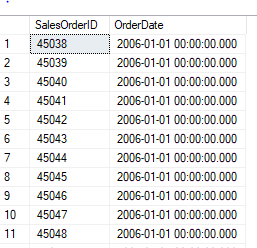 SalesOrderID OrderDate
1 45038 2006-01-01 00:00:00.000
2 45039 2006-01-01 00:00:00.000
3 45040 2006-01-01 00:00:00.000
4 45041 2006-01-01 00:00:00.000
5 45042 2006-01-01 00:00:00.000
6 45043 2006-01-01 00:00:00.000
7 45044 2006-01-01 00:00:00.000
8 45045 2006-01-01 00:00:00.000
9 45046 2006-01-01 00:00:00.000
10 45047 2006-01-01 00:00:00.000
11 45048 2006-01-01 00:00:00.000